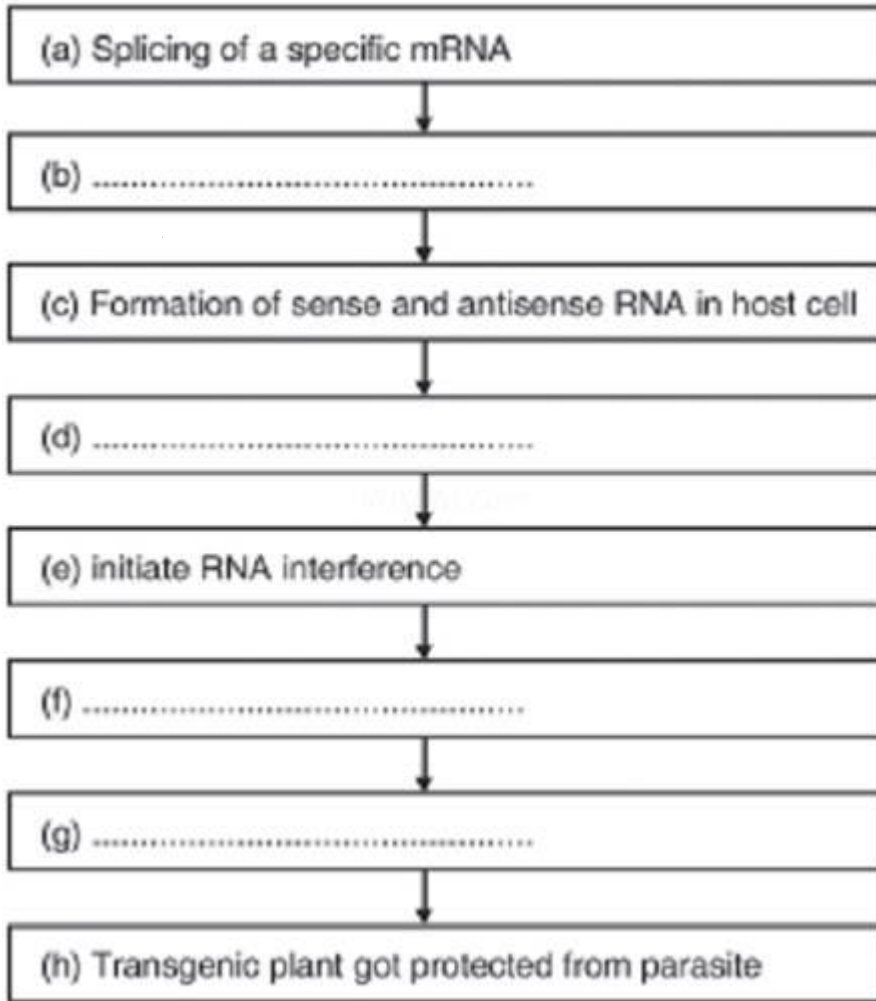 (a) Splicing of a specific mRNA
(b) ..............................................
(c) Formation of sense and antisense RNA in host cell
(d) ..............................................
(e) initiate RNA interference
(f) ..............................................
(g) ..............................................
(h) Transgenic plant got protected from parasite